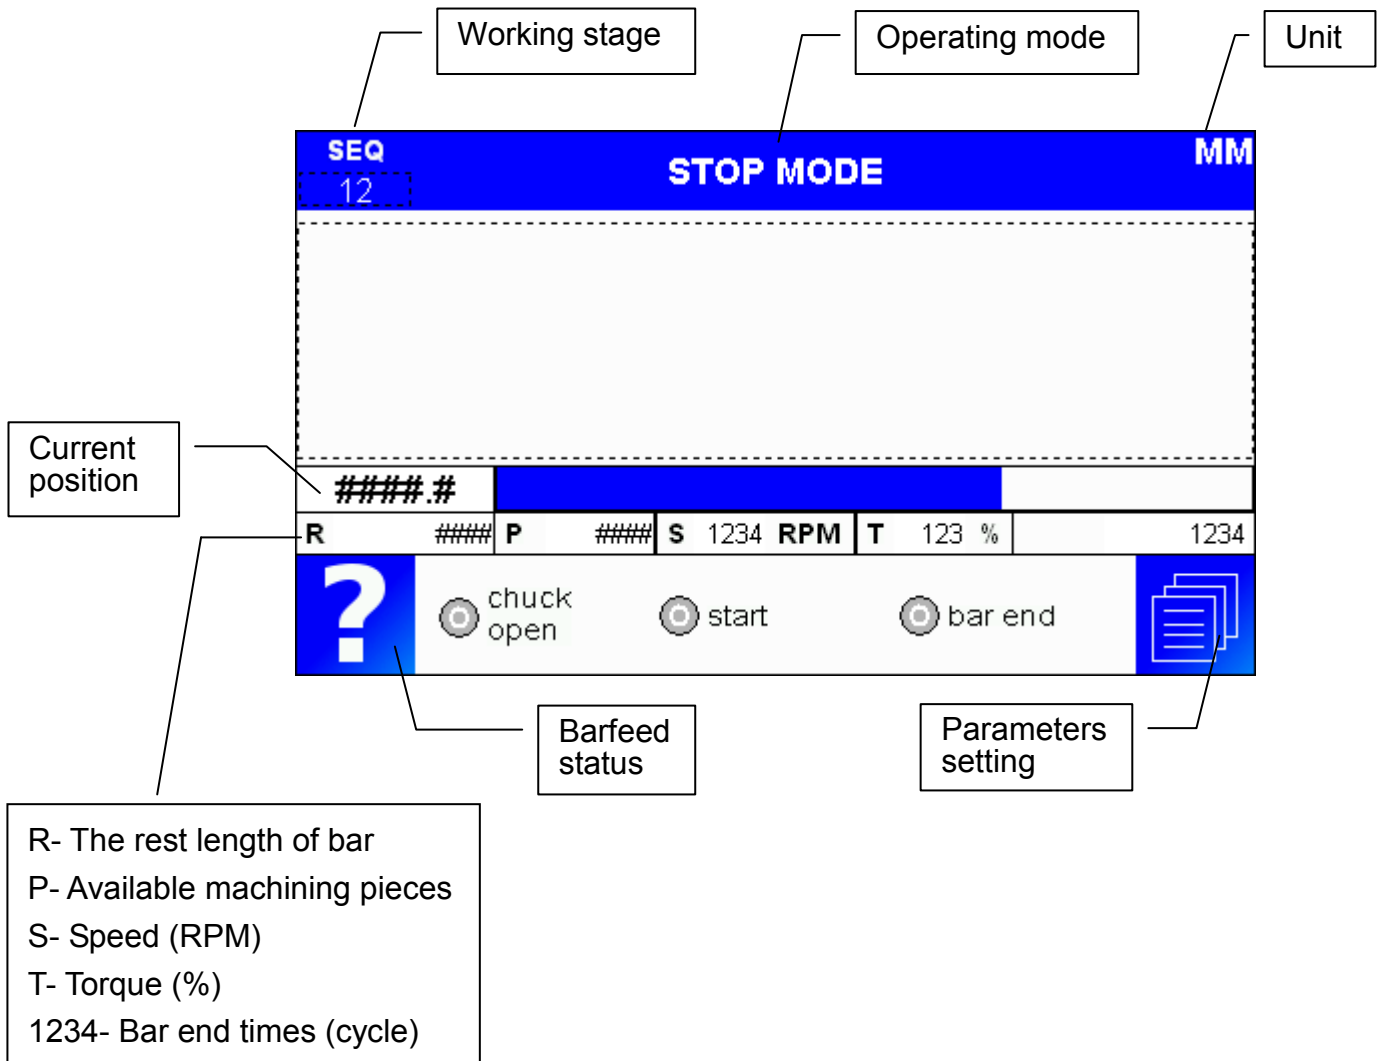 Working stage
Operating mode
Unit
SEQ
12
STOP MODE
MM
Current
position
####.#
R #### P #### S 1234 RPM T 123 % 1234
?
chuck
open
start
bar end
Barfeed
status
Parameters
setting
R- The rest length of bar
P- Available machining pieces
S- Speed (RPM)
T- Torque (%)
1234- Bar end times (cycle)